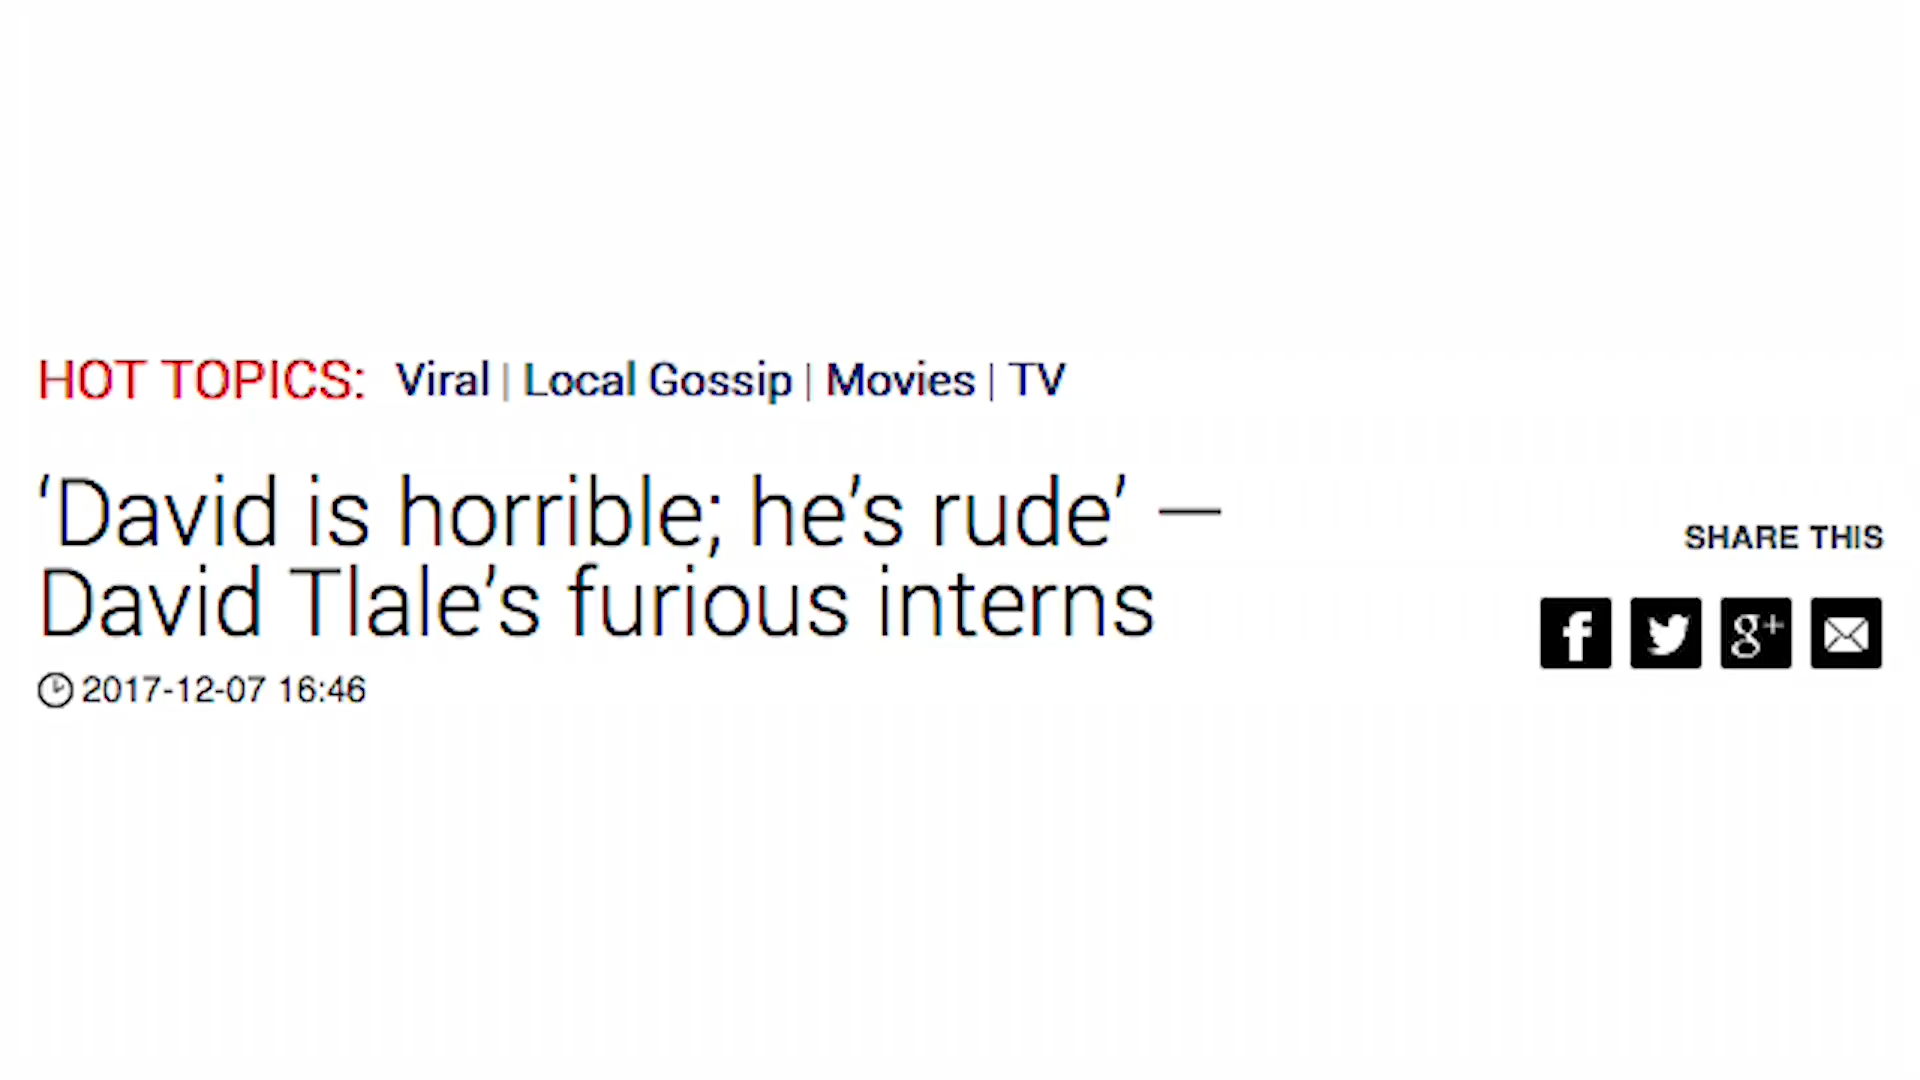 HOT TOPICS: Viral | Local Gossip | Movies | TV
‘David is horrible; he’s rude’ —
David Tlale’s furious interns
2017-12-07 16:46
SHARE THIS
f g+